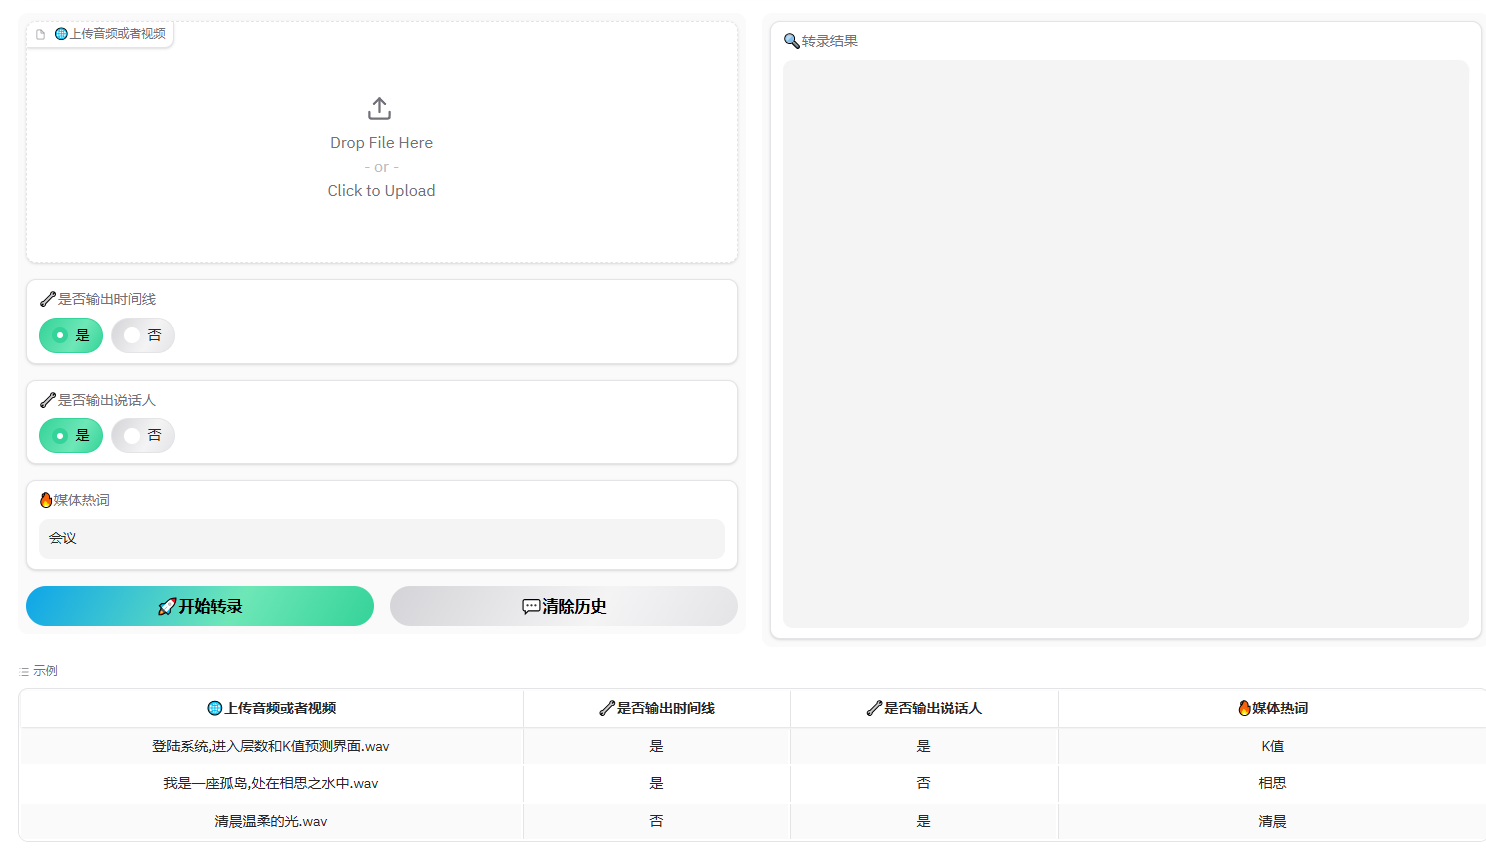 🌐上传音频或者视频
Drop File Here
- or -
Click to Upload
🦴是否输出时间线
是 否
🦴是否输出说话人
是 否
🔥媒体热词
会议
🚀开始转录 💬清除历史
🔍转录结果
示例
🌐上传音频或者视频 🦴是否输出时间线 🦴是否输出说话人 🔥媒体热词
登陆系统,进入层数和K值预测界面.wav 是 是 K值
我是一座孤岛,处在相思之水中.wav 是 否 相思
清晨温柔的光.wav 否 是 清晨